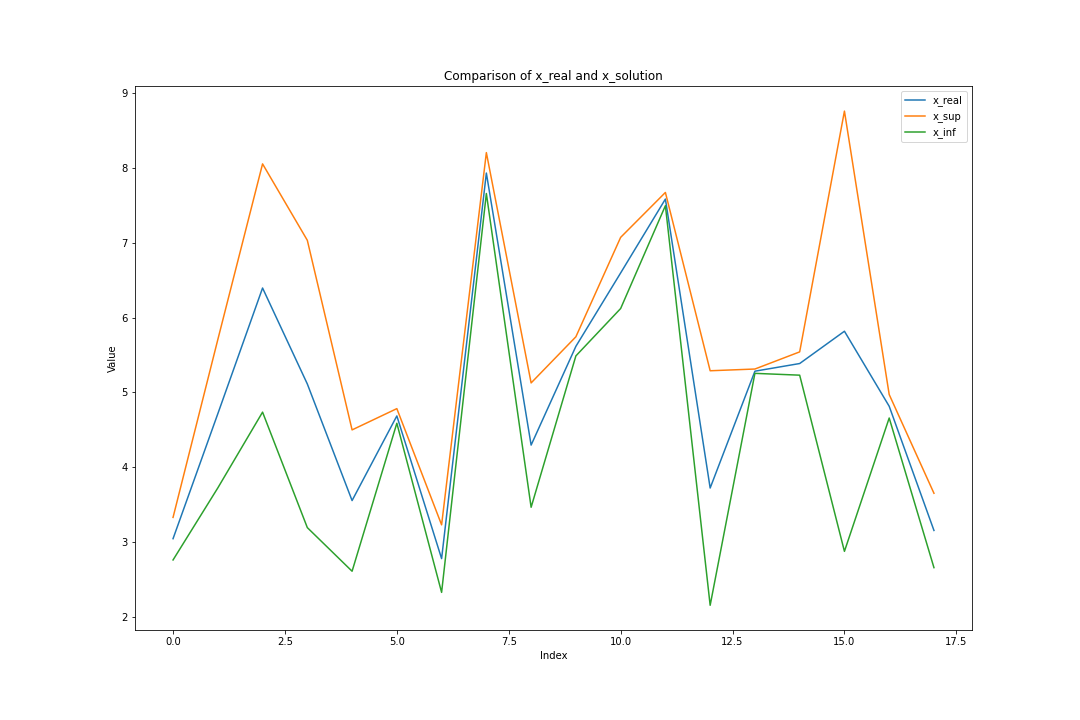 Comparison of x_real and x_solution
x_real
x_sup
x_inf
9
8
7
6
5
4
3
2
Value
0.0 2.5 5.0 7.5 10.0 12.5 15.0 17.5
Index